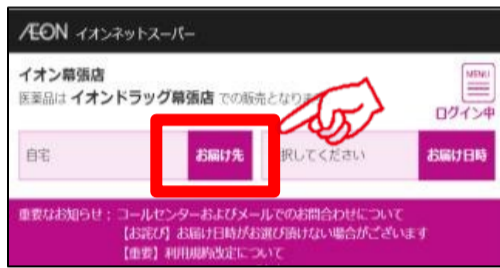 ÆON イオンネットスーパー
イオン幕張店
医薬品は イオンドラッグ幕張店 での販売となりま
MENU
ログイン中
自宅
お届け先
択してください
お届け日時
重要なお知らせ：コールセンターおよびメールでのお問合わせについて
【お詫び】お届け日時がお選び頂けない場合がございます
【重要】利用規約改定について